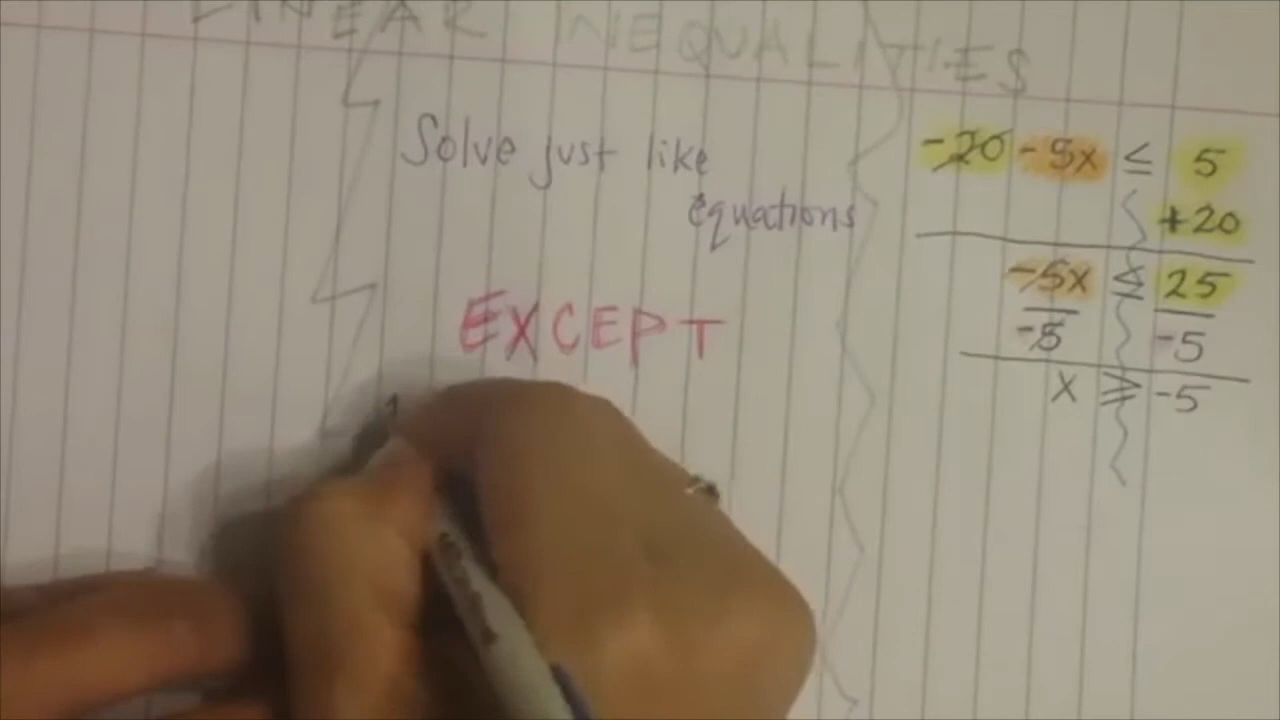 LINEAR INEQUALITIES
Solve just like
equations
EXCEPT
-20 -5x ≤ 5
+20
-5x ≤ 25
-5 -5
x ≥ -5